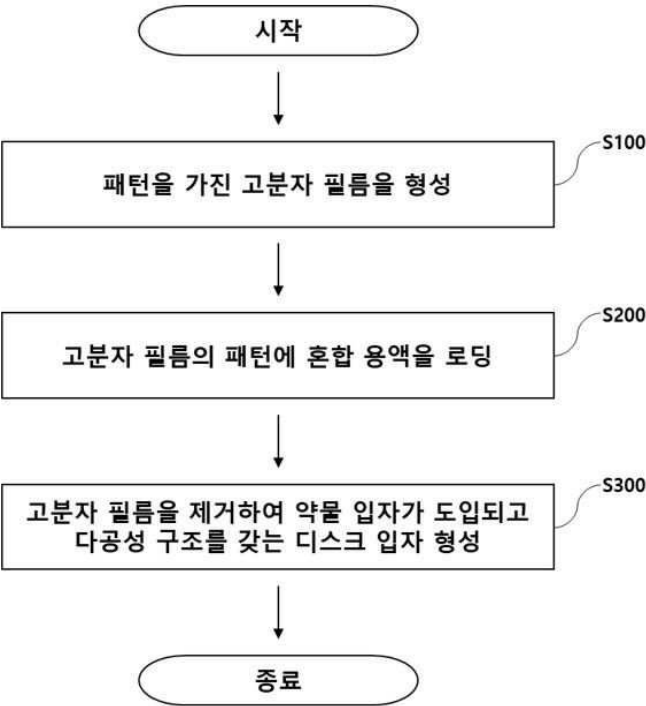 시작
S100
패턴을 가진 고분자 필름을 형성
S200
고분자 필름의 패턴에 혼합 용액을 로딩
S300
고분자 필름을 제거하여 약물 입자가 도입되고
다공성 구조를 갖는 디스크 입자 형성
종료